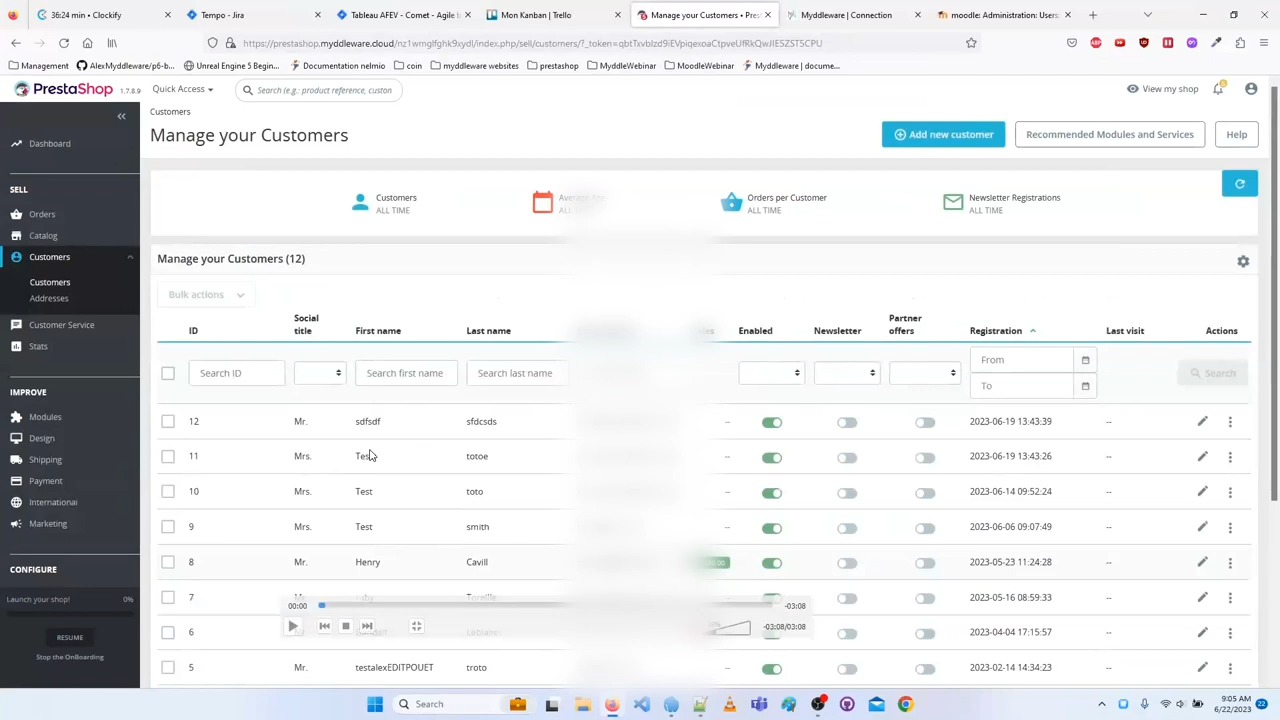 36:24 min - Clockify
Tempo - Jira
Tempolation AFEV - Comet - Agile b
Mon Kanban | Trello
Manage your Customers • Pres
Myddleware | Connection
moodle: Administration: Users:
https://prestashop.myddleware.cloud/
Management
AlexMyddleware/p6-b...
Unreal Engine 5 Begin...
Documentation nelmio
coin
myddleware websites
prestashop
MyddleWebinar
MoodleWebinar
Myddleware | docume...
PrestaShop
1.7.8.9
Quick Access
Search (e.g.: product reference, custon
View my shop
Customers
Manage your Customers
Add new customer
Recommended Modules and Services
Help
Dashboard
SELL
Orders
Catalog
Customers
Customers
Addresses
Customer Service
Stats
IMPROVE
Modules
Design
Shipping
Payment
International
Marketing
CONFIGURE
Launch your shop! 0%
RESUME
Stop the OnBoarding
Customers
ALL TIME
Orders per Customer
ALL TIME
Newsletter Registrations
ALL TIME
Manage your Customers (12)
Bulk actions
ID
Social title
First name
Last name
Enabled
Newsletter
Partner offers
Registration
Last visit
Actions
Search ID
Search first name
Search last name
From
To
Search
12 Mr. sdfsdf sfdcsds -- 2023-06-19 13:43:39 --
11 Mrs. Test totoe -- 2023-06-19 13:43:26 --
10 Mrs. Test toto -- 2023-06-14 09:52:24 --
9 Mrs. Test smith -- 2023-06-06 09:07:49 --
8 Mr. Henry Cavill 2023-05-23 11:24:28 --
7 -- 2023-05-16 08:59:33 --
6 2023-04-04 17:15:57 --
5 Mr. testalexEDITPOUET troto -- 2023-02-14 14:34:23 --
00:00
-03:08
-03:08/03:08
Search
9:05 AM
6/22/2023
22